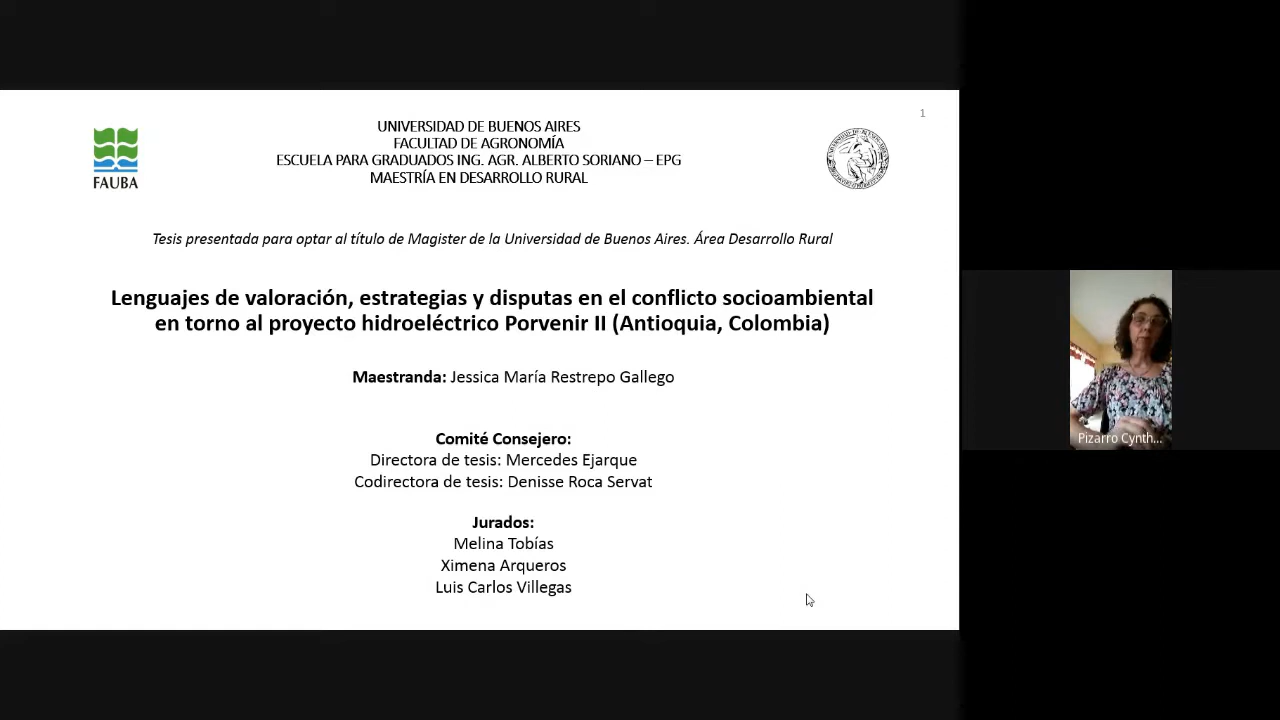 1
UNIVERSIDAD DE BUENOS AIRES
FACULTAD DE AGRONOMÍA
ESCUELA PARA GRADUADOS ING. AGR. ALBERTO SORIANO – EPG
MAESTRÍA EN DESARROLLO RURAL
FAUBA
Tesis presentada para optar al título de Magister de la Universidad de Buenos Aires. Área Desarrollo Rural
Lenguajes de valoración, estrategias y disputas en el conflicto socioambiental
en torno al proyecto hidroeléctrico Porvenir II (Antioquia, Colombia)
Maestranda: Jessica María Restrepo Gallego
Comité Consejero:
Directora de tesis: Mercedes Ejarque
Codirectora de tesis: Denisse Roca Servat
Jurados:
Melina Tobías
Ximena Arqueros
Luis Carlos Villegas
Pizarro Cynth...